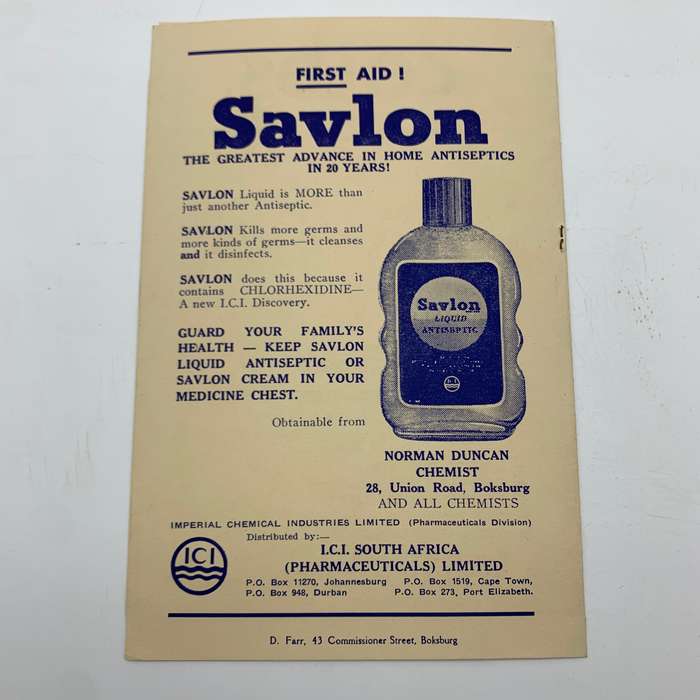 FIRST AID !
Savlon
THE GREATEST ADVANCE IN HOME ANTISEPTICS
IN 20 YEARS!
SAVLON Liquid is MORE than
just another Antiseptic.
SAVLON Kills more germs and
more kinds of germs—it cleanses
and it disinfects.
SAVLON does this because it
contains CHLORHEXIDINE—
A new I.C.I. Discovery.
GUARD YOUR FAMILY'S
HEALTH — KEEP SAVLON
LIQUID ANTISEPTIC OR
SAVLON CREAM IN YOUR
MEDICINE CHEST.
Savlon
LIQUID
ANTISEPTIC
ICI
Obtainable from
NORMAN DUNCAN
CHEMIST
28, Union Road, Boksburg
AND ALL CHEMISTS
IMPERIAL CHEMICAL INDUSTRIES LIMITED (Pharmaceuticals Division)
Distributed by:—
ICI
I.C.I. SOUTH AFRICA
(PHARMACEUTICALS) LIMITED
P.O. Box 11270, Johannesburg P.O. Box 1519, Cape Town,
P.O. Box 948, Durban P.O. Box 273, Port Elizabeth.
D. Farr, 43 Commissioner Street, Boksburg